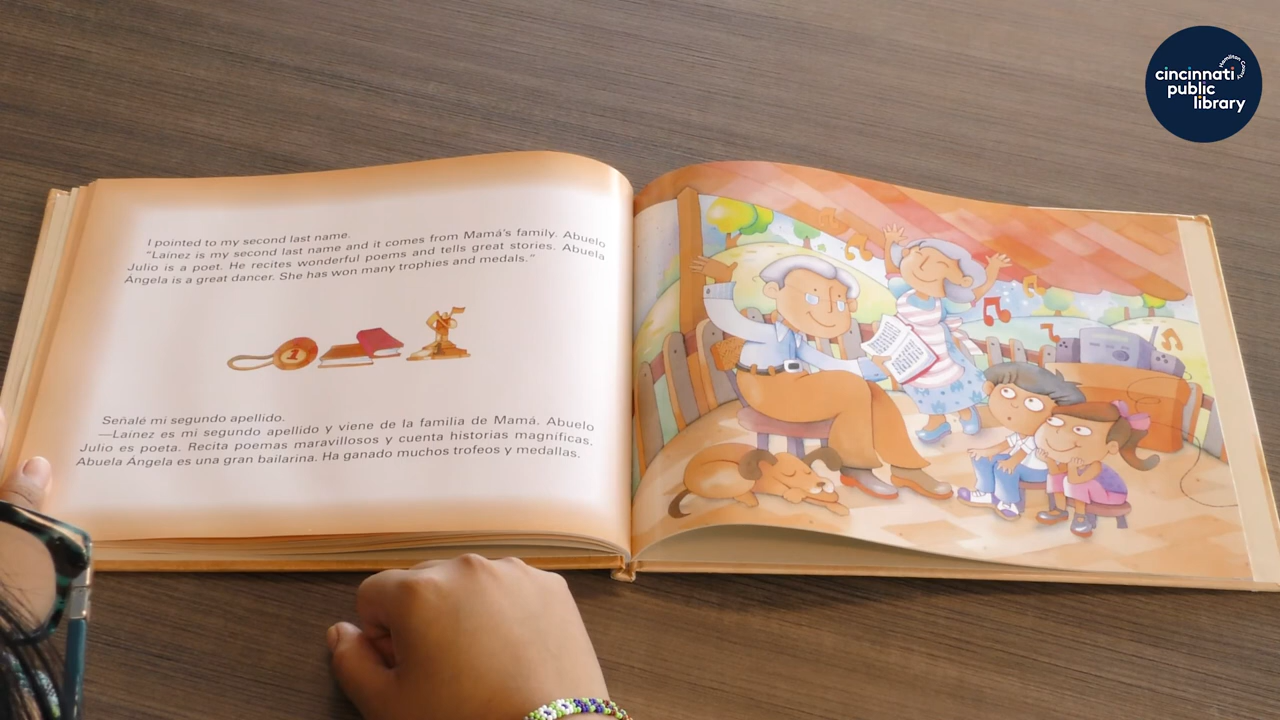 I pointed to my second last name.
"Laínez is my second last name and it comes from Mamá's family. Abuelo
Julio is a poet. He recites wonderful poems and tells great stories. Abuela
Ángela is a great dancer. She has won many trophies and medals."
1
Señalé mi segundo apellido.
—Laínez es mi segundo apellido y viene de la familia de Mamá. Abuelo
Julio es poeta. Recita poemas maravillosos y cuenta historias magníficas.
Abuela Ángela es una gran bailarina. Ha ganado muchos trofeos y medallas.
cincinnati
Hamilton County
public
library